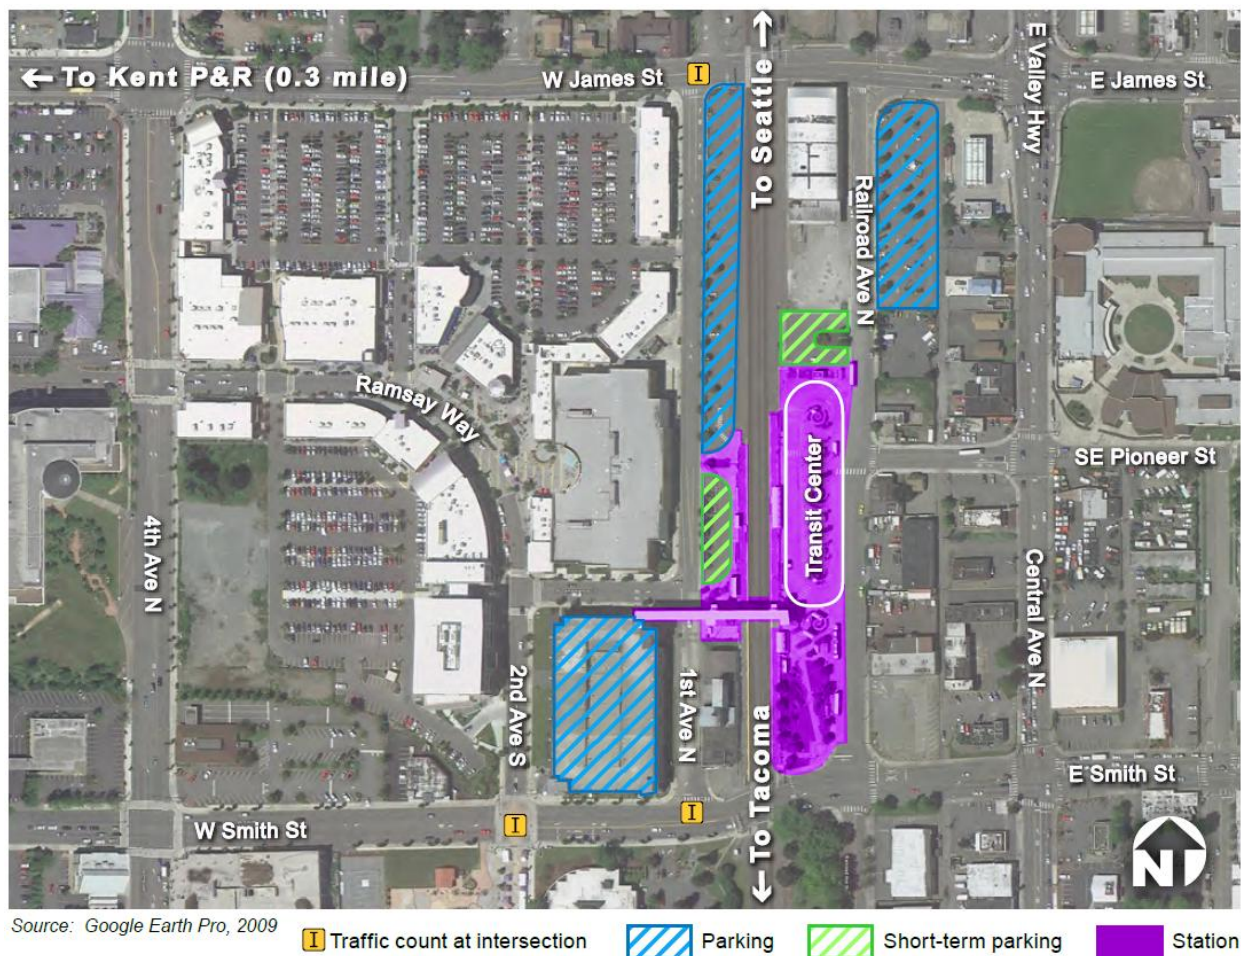 ← To Kent P&R (0.3 mile)
W James St
I
To Seattle →
E Valley Hwy
E James St
Railroad Ave N
Ramsay Way
Transit Center
SE Pioneer St
4th Ave N
Central Ave N
2nd Ave S
1st Ave N
← To Tacoma
E Smith St
W Smith St
I
I
N
Source: Google Earth Pro, 2009
I Traffic count at intersection
Parking
Short-term parking
Station